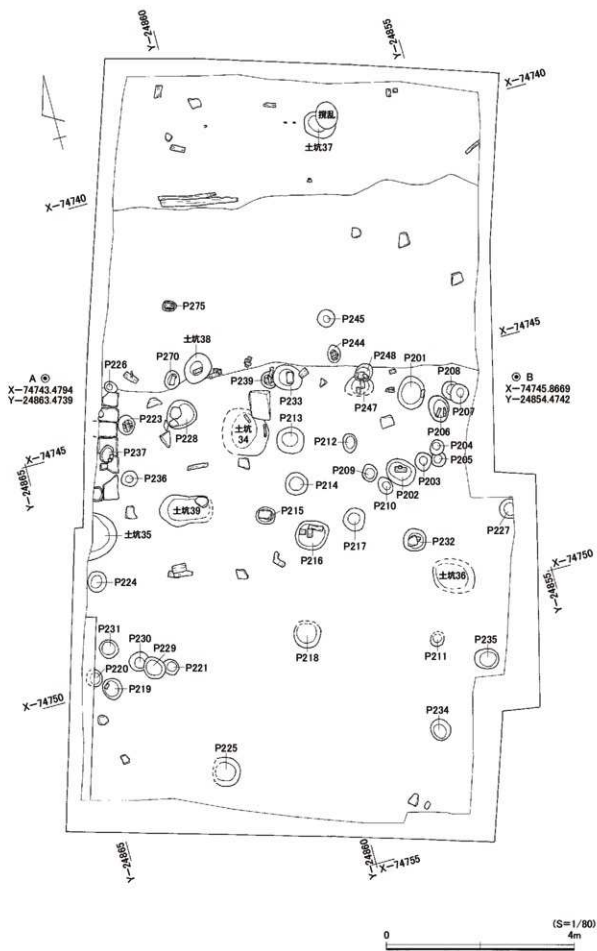 Y-24860
Y-24855
X-74740
撹乱
土坑37
X-74740
P275
P245
X-74745
P244
土坑38
P248
P201
P226
P270
P239
P208
A
X-74743.4794
Y-24863.4739
B
X-74745.8669
Y-24854.4742
P233
P247
P207
P223
P228
土坑
34
P213
P206
P212
P204
P205
P237
X-74745
P209
P203
Y-24865
P236
P214
P202
P210
土坑39
P215
P217
P227
土坑35
P216
P232
X-74750
土坑36
Y-24855
P224
P231
P230
P229
P218
P211
P235
P220
P221
P219
X-74750
P234
P225
Y-24865
Y-24860
X-74755
(S=1/80)
0
4m